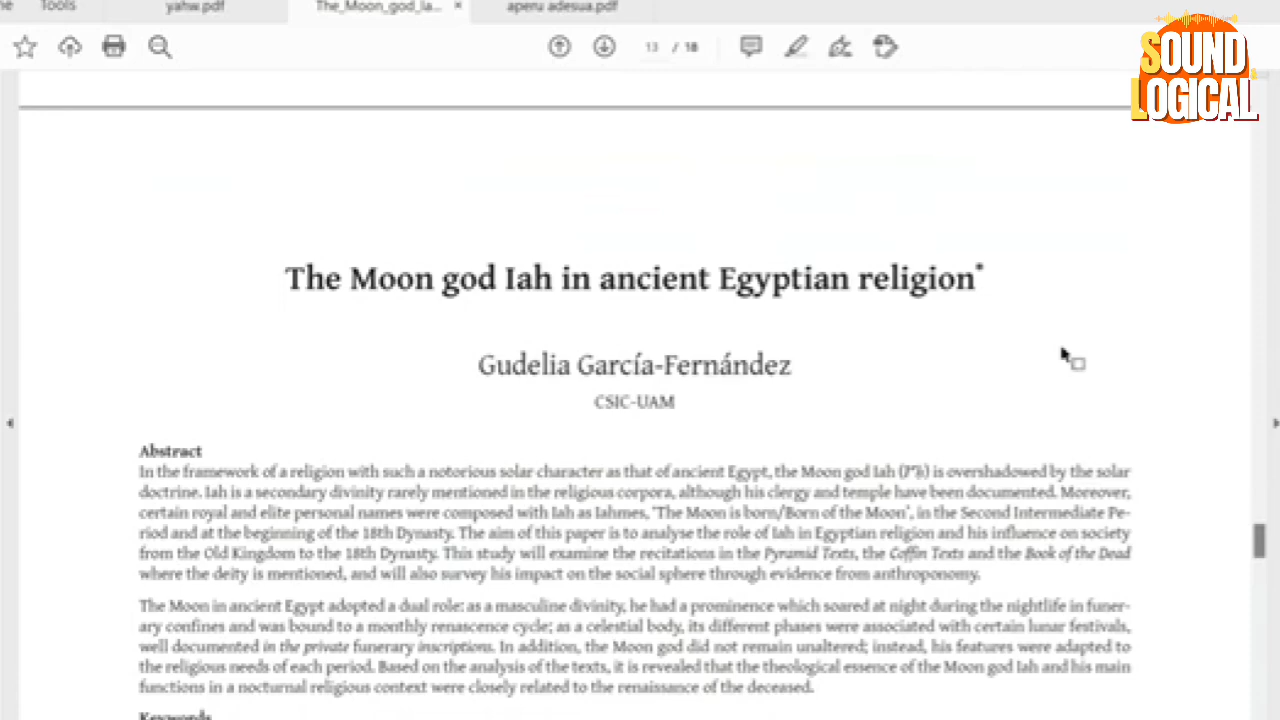 Tools
yahw.pdf
The_Moon_god_Ia...
×
aperu adesua.pdf
13 / 18
SOUND
LOGICAL
The Moon god Iah in ancient Egyptian religion*
Gudelia García-Fernández
CSIC-UAM
Abstract
In the framework of a religion with such a notorious solar character as that of ancient Egypt, the Moon god Iah is overshadowed by the solar
doctrine. Iah is a secondary divinity rarely mentioned in the religious corpora, although his clergy and temple have been documented. Moreover,
certain royal and elite personal names were composed with Iah as Iahmes, 'The Moon is born/Born of the Moon', in the Second Intermediate Pe-
riod and at the beginning of the 18th Dynasty. The aim of this paper is to analyse the role of Iah in Egyptian religion and his influence on society
from the Old Kingdom to the 18th Dynasty. This study will examine the recitations in the Pyramid Texts, the Coffin Texts and the Book of the Dead
where the deity is mentioned, and will also survey his impact on the social sphere through evidence from anthroponomy.
The Moon in ancient Egypt adopted a dual role: as a masculine divinity, he had a prominence which soared at night during the nightlife in funer-
ary confines and was bound to a monthly renascence cycle; as a celestial body, its different phases were associated with certain lunar festivals,
well documented in the private funerary inscriptions. In addition, the Moon god did not remain unaltered; instead, his features were adapted to
the religious needs of each period. Based on the analysis of the texts, it is revealed that the theological essence of the Moon god Iah and his main
functions in a nocturnal religious context were closely related to the renaissance of the deceased.
Keywords